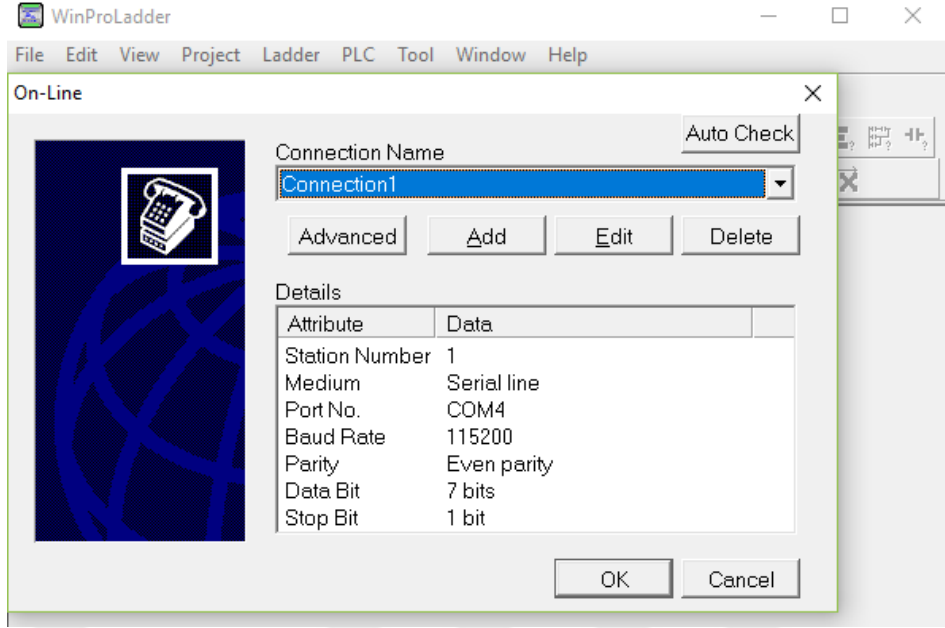 WinProLadder
File Edit View Project Ladder PLC Tool Window Help
On-Line
Auto Check
Connection Name
Connection1
Advanced Add Edit Delete
Details
Attribute Data
Station Number 1
Medium Serial line
Port No. COM4
Baud Rate 115200
Parity Even parity
Data Bit 7 bits
Stop Bit 1 bit
OK Cancel